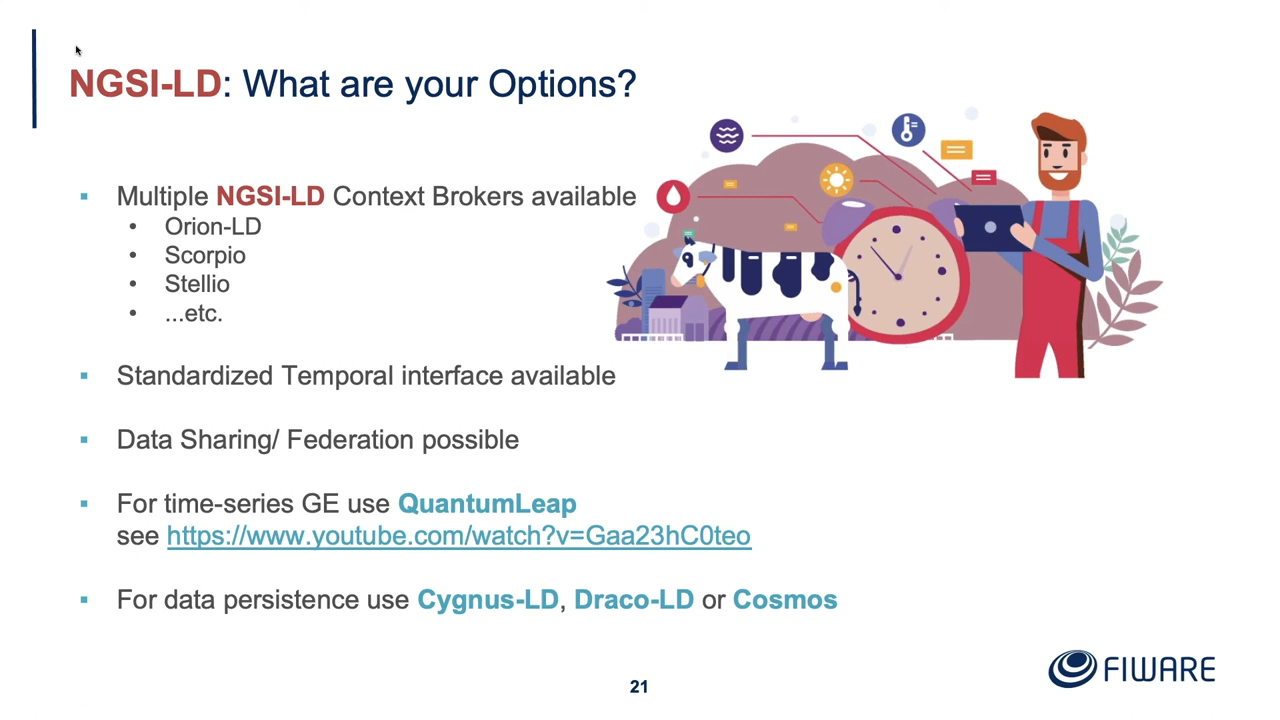 NGSI-LD: What are your Options?
▪ Multiple NGSI-LD Context Brokers available
• Orion-LD
• Scorpio
• Stellio
• ...etc.
▪ Standardized Temporal interface available
▪ Data Sharing/ Federation possible
▪ For time-series GE use QuantumLeap
see https://www.youtube.com/watch?v=Gaa23hC0teo
▪ For data persistence use Cygnus-LD, Draco-LD or Cosmos
FIWARE
21